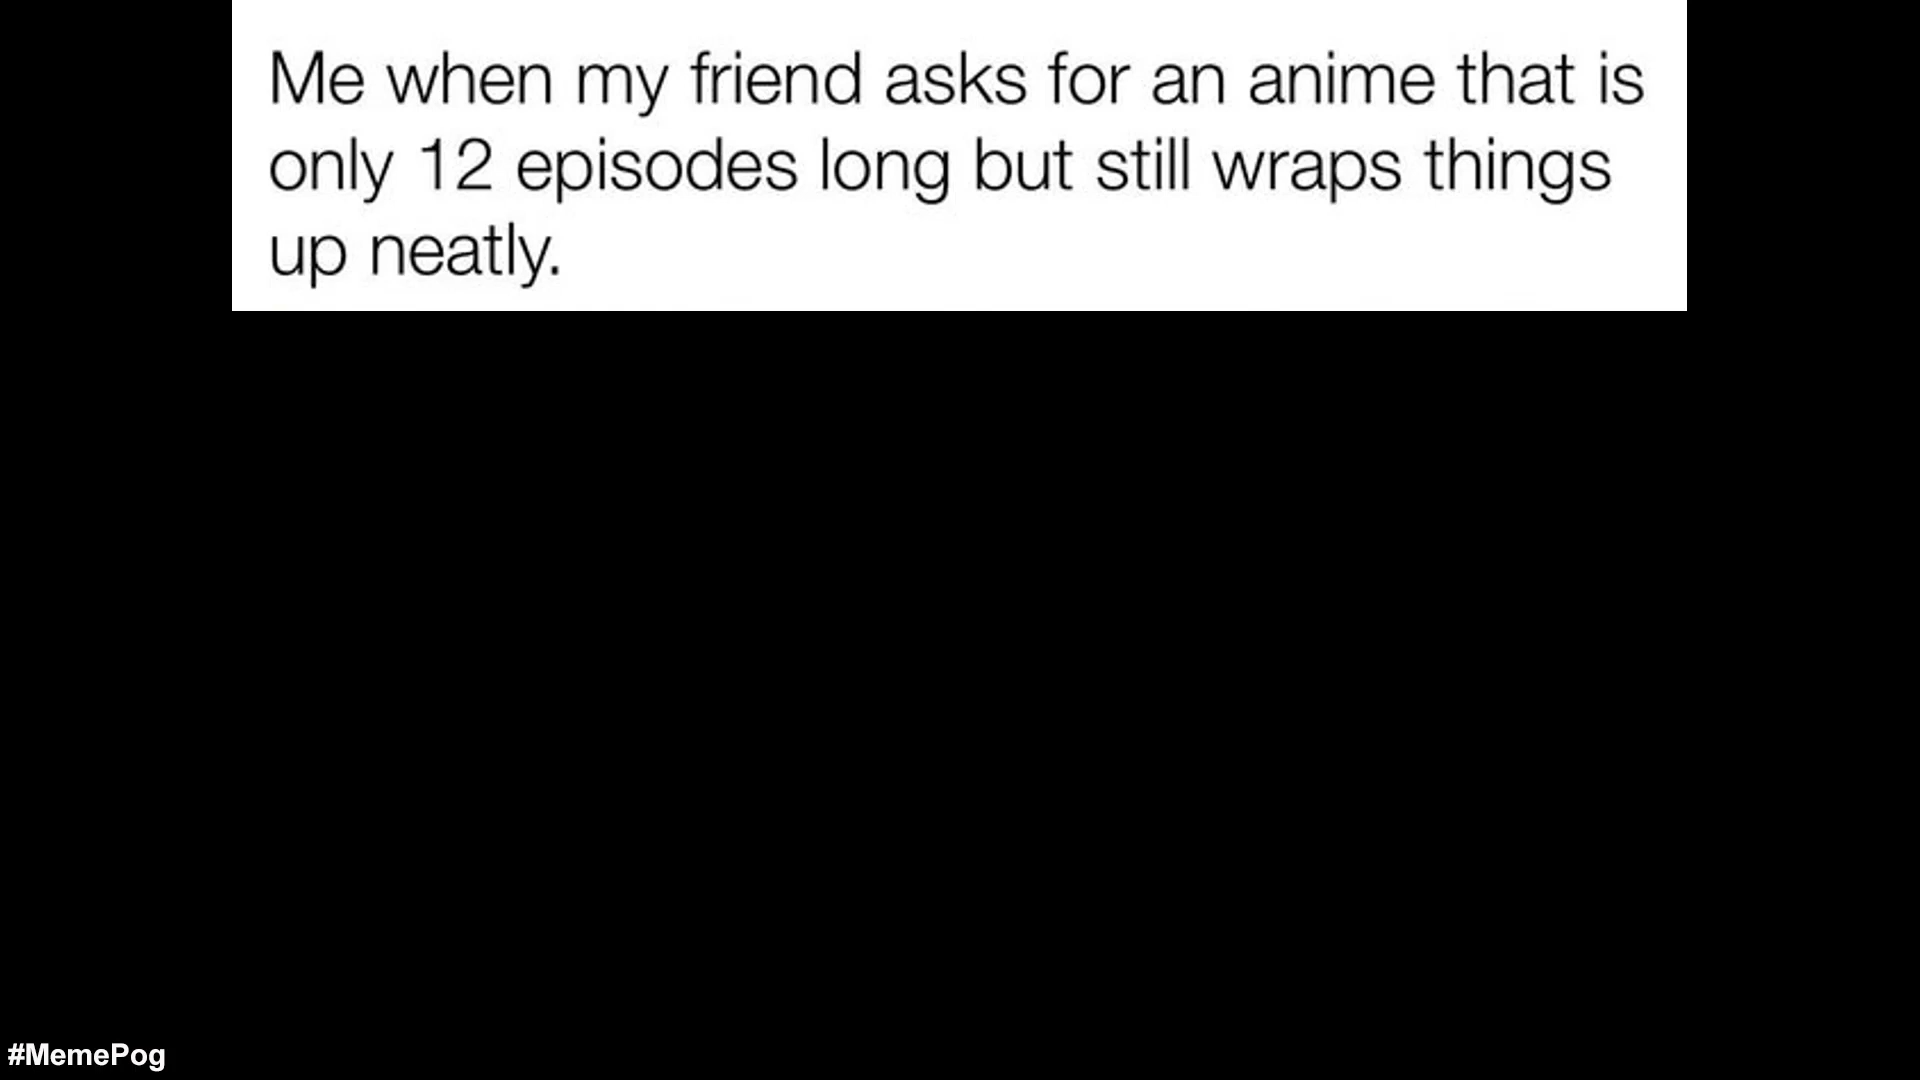 Me when my friend asks for an anime that is
only 12 episodes long but still wraps things
up neatly.
#MemePog